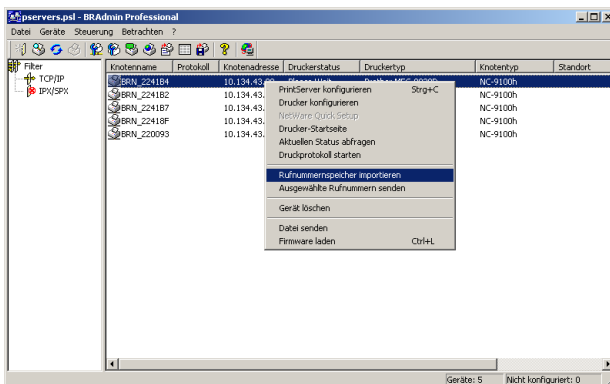 pservers.psl - BRAdmin Professional
Datei Geräte Steuerung Betrachten ?
Filter
TCP/IP
IPX/SPX
Knotenname Protokoll Knotenadresse Druckerstatus Druckertyp Knotentyp Standort
BRN_2241B4 10.134.43. Please Wait Brother NC-9100h
BRN_2241B2 10.134.43. NC-9100h
BRN_2241B7 10.134.43. NC-9100h
BRN_22418F 10.134.43. NC-9100h
BRN_220093 10.134.43. NC-9100h
PrintServer konfigurieren Strg+C
Drucker konfigurieren
NetWare Quick Setup
Drucker-Startseite
Aktuellen Status abfragen
Druckprotokoll starten
Rufnummernspeicher importieren
Ausgewählte Rufnummern senden
Gerät löschen
Datei senden
Firmware laden Ctrl+L
Geräte: 5 Nicht konfiguriert: 0